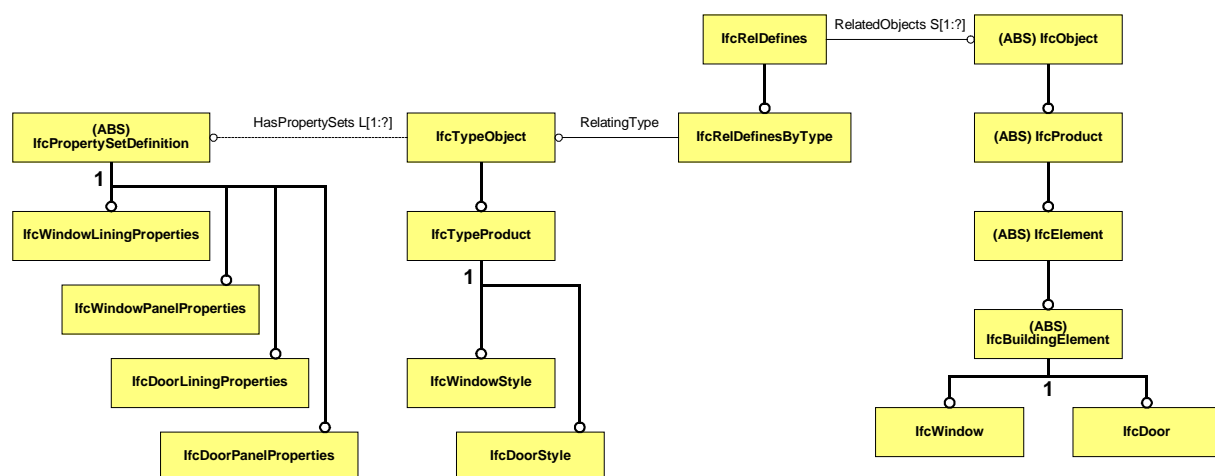 IfcRelDefines
RelatedObjects S[1:?]
(ABS) IfcObject
(ABS)
IfcPropertySetDefinition
HasPropertySets L[1:?]
IfcTypeObject
RelatingType
IfcRelDefinesByType
(ABS) IfcProduct
1
IfcWindowLiningProperties
IfcTypeProduct
(ABS) IfcElement
1
IfcWindowPanelProperties
(ABS)
IfcBuildingElement
IfcDoorLiningProperties
IfcWindowStyle
1
IfcWindow
IfcDoor
IfcDoorPanelProperties
IfcDoorStyle